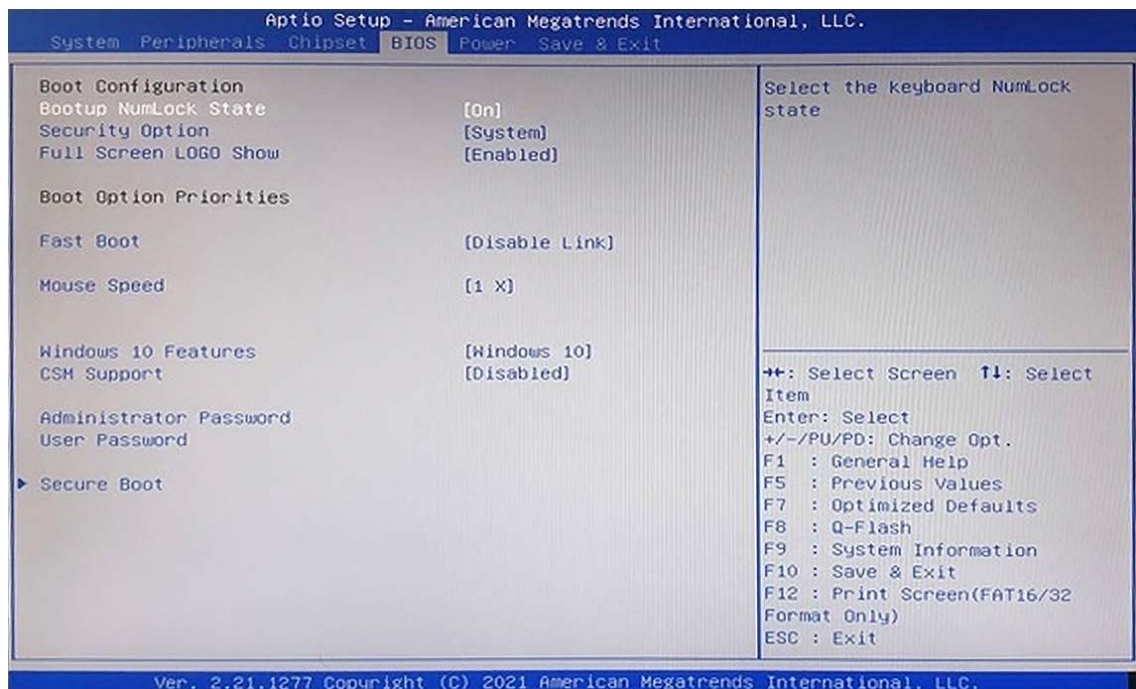 Aptio Setup – American Megatrends International, LLC.
System Peripherals Chipset BIOS Power Save & Exit
Boot Configuration
Bootup NumLock State [On]
Security Option [System]
Full Screen LOGO Show [Enabled]
Boot Option Priorities
Fast Boot [Disable Link]
Mouse Speed [1 X]
Windows 10 Features [Windows 10]
CSM Support [Disabled]
Administrator Password
User Password
Secure Boot
Select the keyboard NumLock
state
→←: Select Screen ↑↓: Select
Item
Enter: Select
+/-/PU/PD: Change Opt.
F1 : General Help
F5 : Previous Values
F7 : Optimized Defaults
F8 : Q-Flash
F9 : System Information
F10 : Save & Exit
F12 : Print Screen(FAT16/32
Format Only)
ESC : Exit
Ver. 2.21.1277 Copyright (C) 2021 American Megatrends International, LLC.